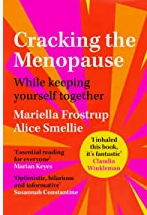 Cracking the
Menopause
While keeping
yourself together
Mariella Frostrup
Alice Smellie
'I inhaled
this book,
it's fantastic'
Claudia
Winkleman
'Essential reading
for everyone'
Marian Keyes
'Optimistic, hilarious
and informative'
Susannah Constantine